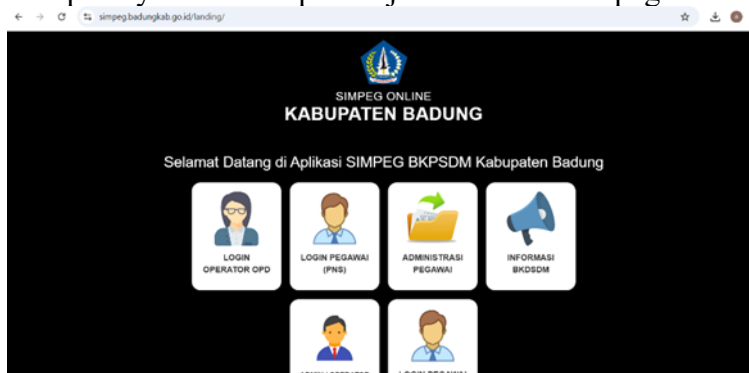 simpeg.badungkab.go.id/landing/
SIMPEG ONLINE
KABUPATEN BADUNG
Selamat Datang di Aplikasi SIMPEG BKPSDM Kabupaten Badung
LOGIN
OPERATOR OPD
LOGIN PEGAWAI
(PNS)
ADMINISTRASI
PEGAWAI
INFORMASI
BKDSDM